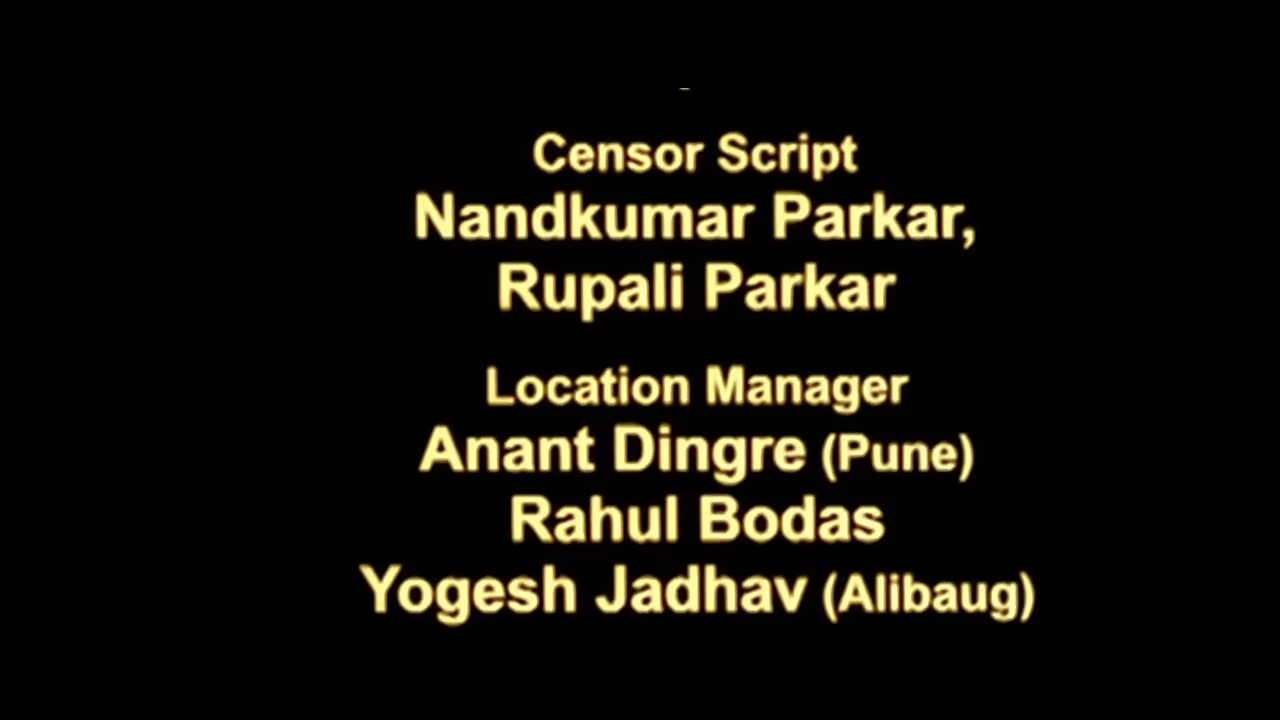 Censor Script
Nandkumar Parkar,
Rupali Parkar
Location Manager
Anant Dingre (Pune)
Rahul Bodas
Yogesh Jadhav (Alibaug)